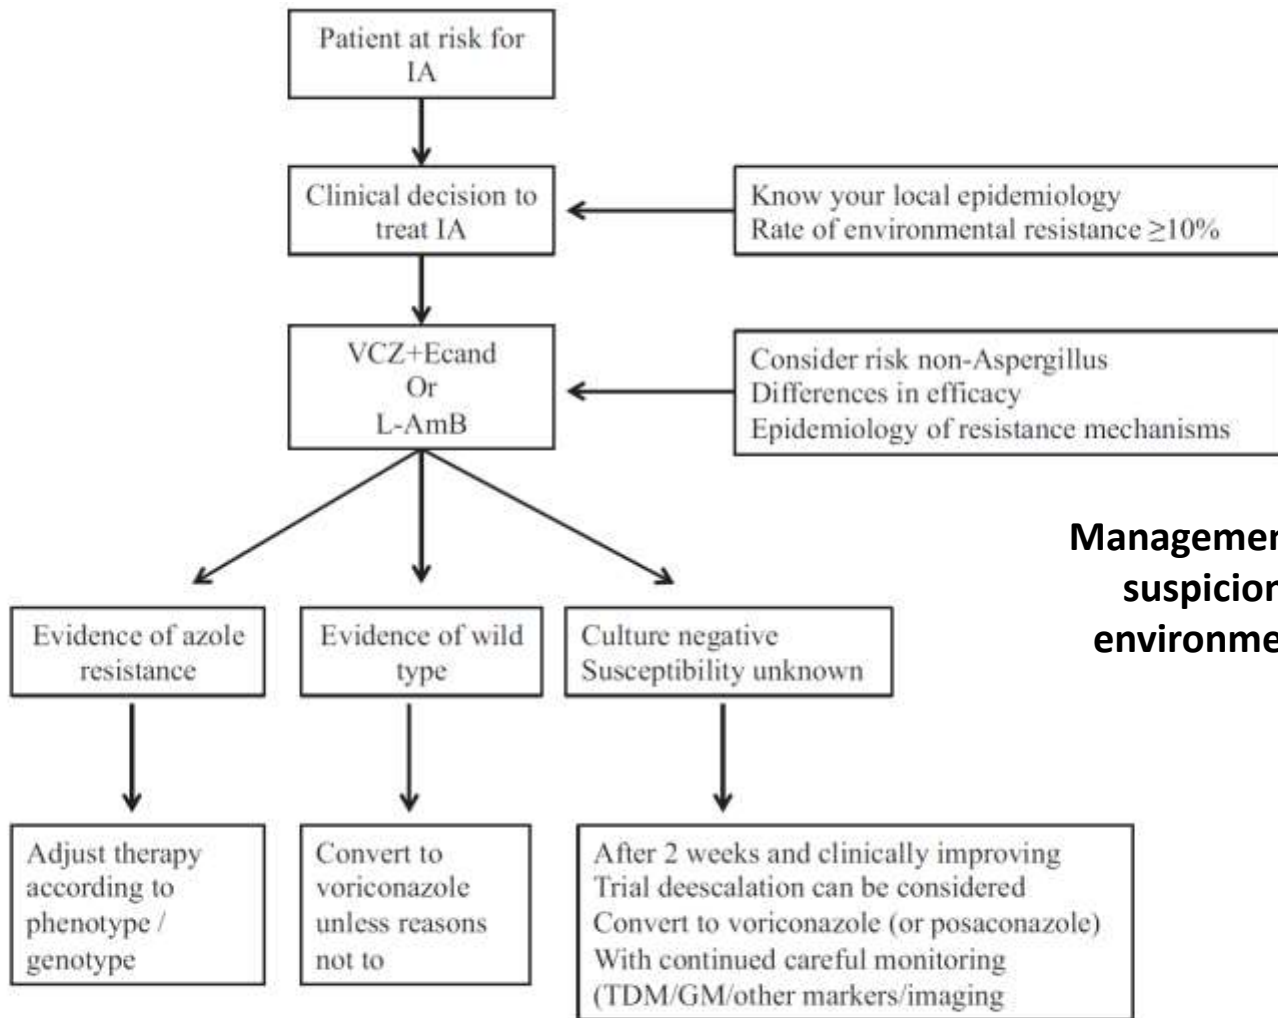 Patient at risk for
IA
Clinical decision to
treat IA
Know your local epidemiology
Rate of environmental resistance ≥10%
VCZ+Ecand
Or
L-AmB
Consider risk non-Aspergillus
Differences in efficacy
Epidemiology of resistance mechanisms
Managemen
suspicion
environme
Evidence of azole
resistance
Evidence of wild
type
Culture negative
Susceptibility unknown
Adjust therapy
according to
phenotype /
genotype
Convert to
voriconazole
unless reasons
not to
After 2 weeks and clinically improving
Trial deescalation can be considered
Convert to voriconazole (or posaconazole)
With continued careful monitoring
(TDM/GM/other markers/imaging